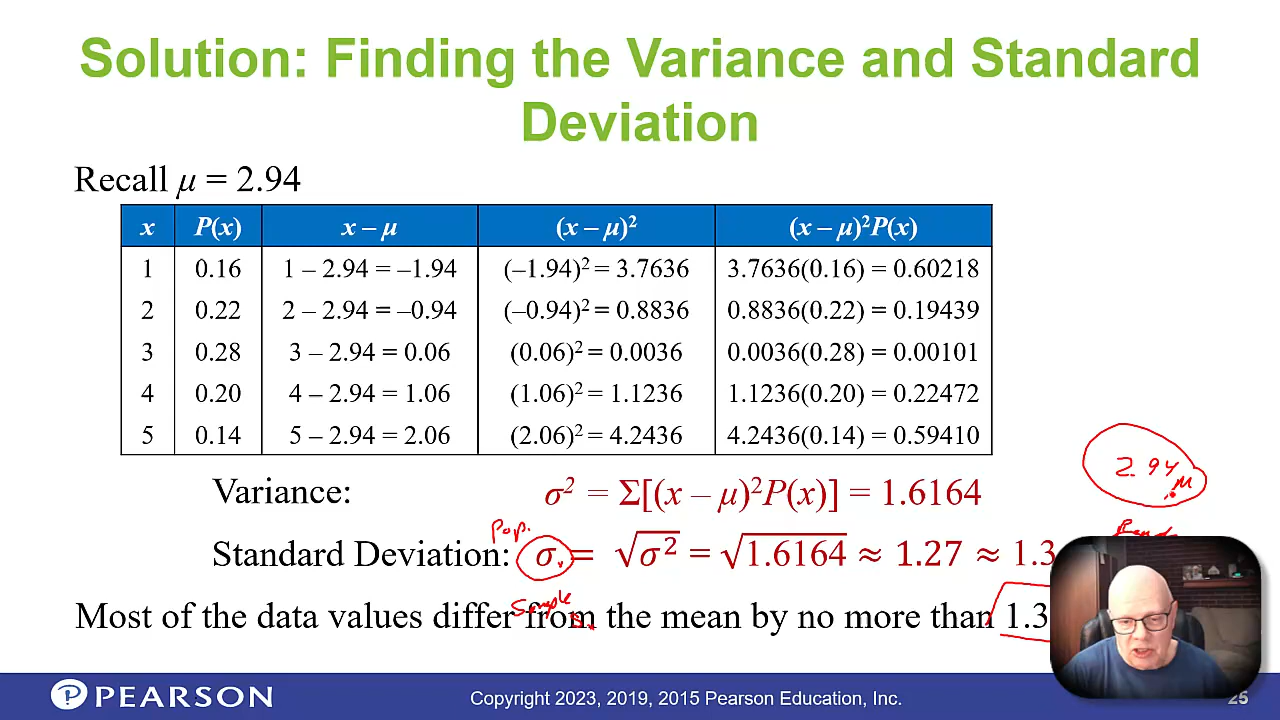 Solution: Finding the Variance and Standard
Deviation
Recall μ = 2.94
x P(x) x – μ (x – μ)² (x – μ)²P(x)
1 0.16 1 – 2.94 = –1.94 (–1.94)² = 3.7636 3.7636(0.16) = 0.60218
2 0.22 2 – 2.94 = –0.94 (–0.94)² = 0.8836 0.8836(0.22) = 0.19439
3 0.28 3 – 2.94 = 0.06 (0.06)² = 0.0036 0.0036(0.28) = 0.00101
4 0.20 4 – 2.94 = 1.06 (1.06)² = 1.1236 1.1236(0.20) = 0.22472
5 0.14 5 – 2.94 = 2.06 (2.06)² = 4.2436 4.2436(0.14) = 0.59410
2.94
μ
Variance: σ² = Σ[(x – μ)²P(x)] = 1.6164
Pop.
Standard Deviation: σ = √σ² = √1.6164 ≈ 1.27 ≈ 1.3
Sample
s
Most of the data values differ from the mean by no more than 1.3
PEARSON
Copyright 2023, 2019, 2015 Pearson Education, Inc.
25